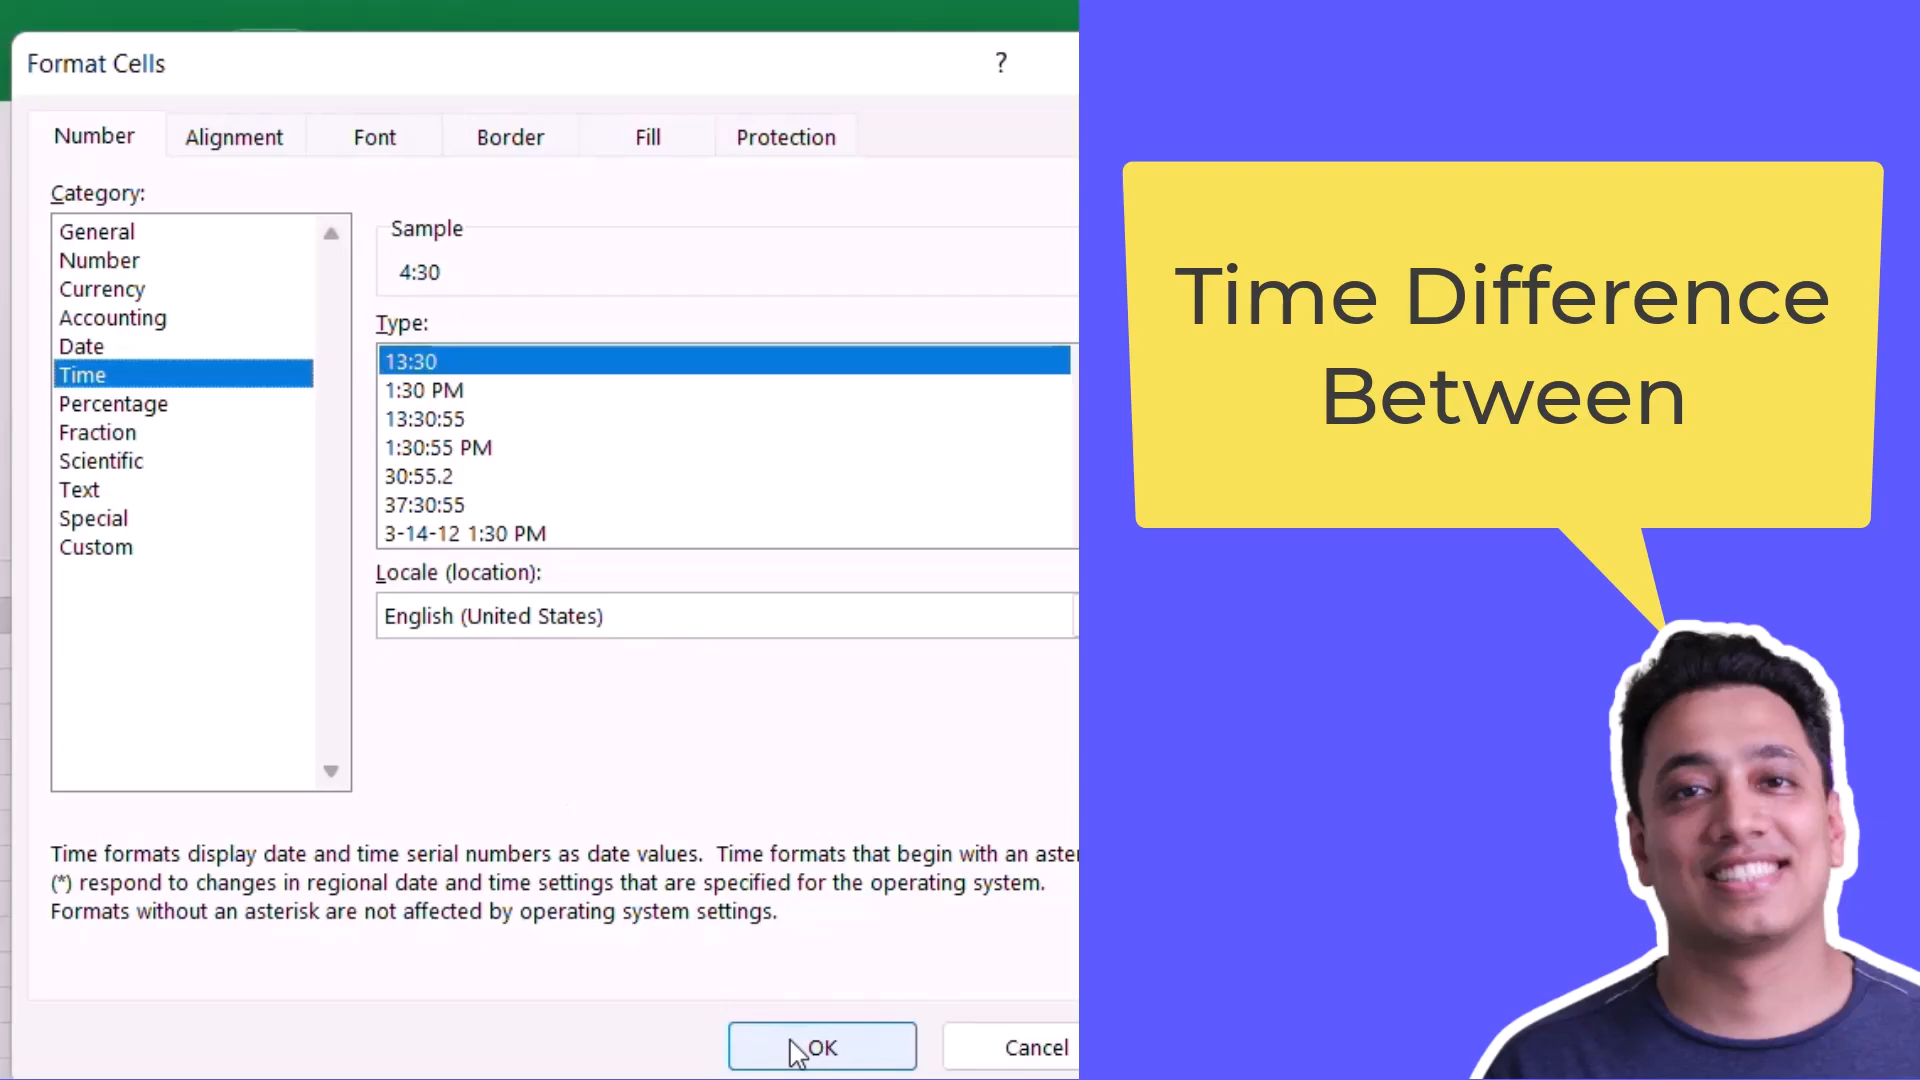 Format Cells
?
Number
Alignment
Font
Border
Fill
Protection
Category:
General
Number
Currency
Accounting
Date
Time
Percentage
Fraction
Scientific
Text
Special
Custom
Sample
4:30
Type:
13:30
1:30 PM
13:30:55
1:30:55 PM
30:55.2
37:30:55
3-14-12 1:30 PM
Locale (location):
English (United States)
Time formats display date and time serial numbers as date values.  Time formats that begin with an aster
(*) respond to changes in regional date and time settings that are specified for the operating system.
Formats without an asterisk are not affected by operating system settings.
OK
Cancel
Time Difference
Between